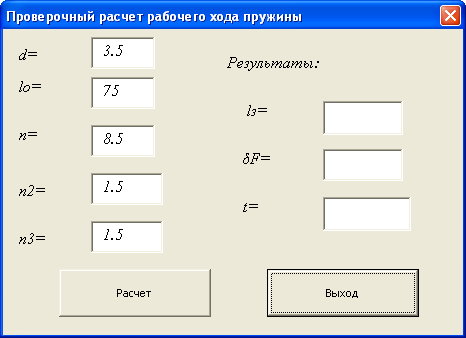 Проверочный расчет рабочего хода пружины
d= 3.5
lo= 75
n= 8.5
n2= 1.5
n3= 1.5
Результаты:
lз=
δF=
t=
Расчет Выход